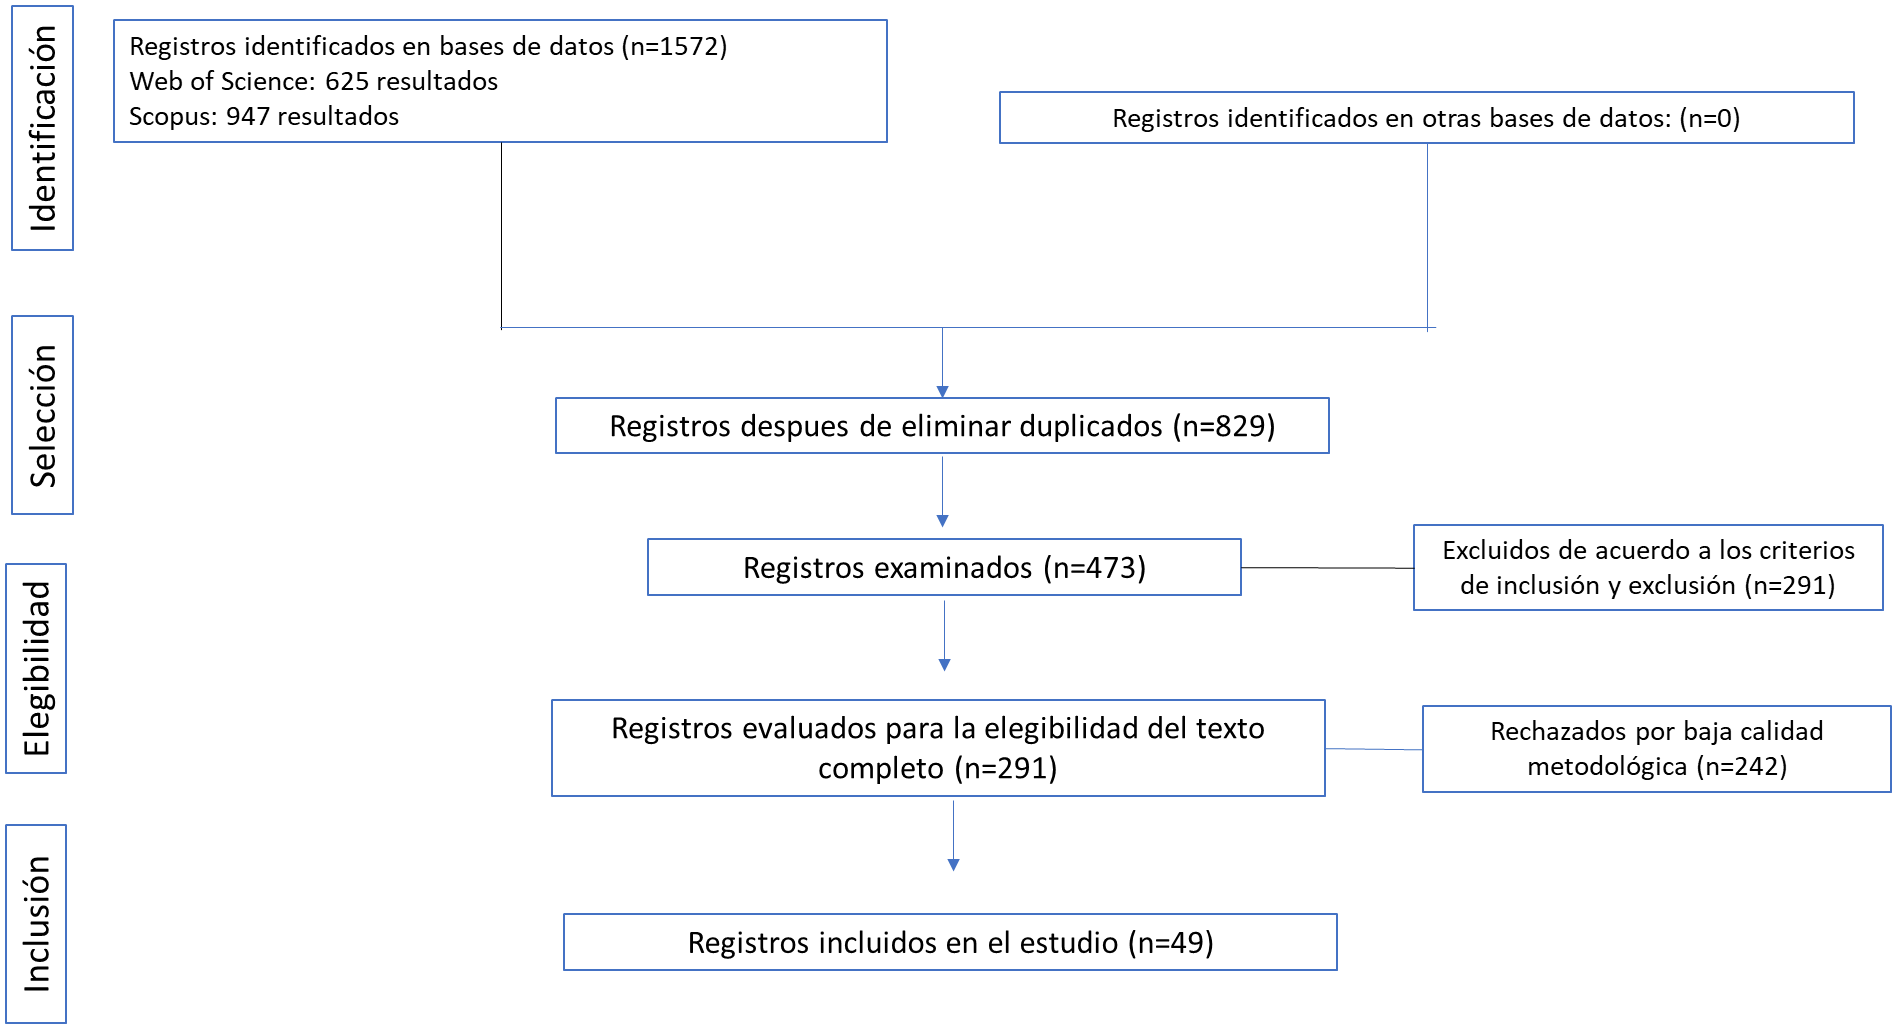 Identificación
Registros identificados en bases de datos (n=1572)
Web of Science: 625 resultados
Scopus: 947 resultados
Registros identificados en otras bases de datos: (n=0)
Selección
Registros despues de eliminar duplicados (n=829)
Registros examinados (n=473)
Excluidos de acuerdo a los criterios
de inclusión y exclusión (n=291)
Elegibilidad
Registros evaluados para la elegibilidad del texto
completo (n=291)
Rechazados por baja calidad
metodológica (n=242)
Inclusión
Registros incluidos en el estudio (n=49)